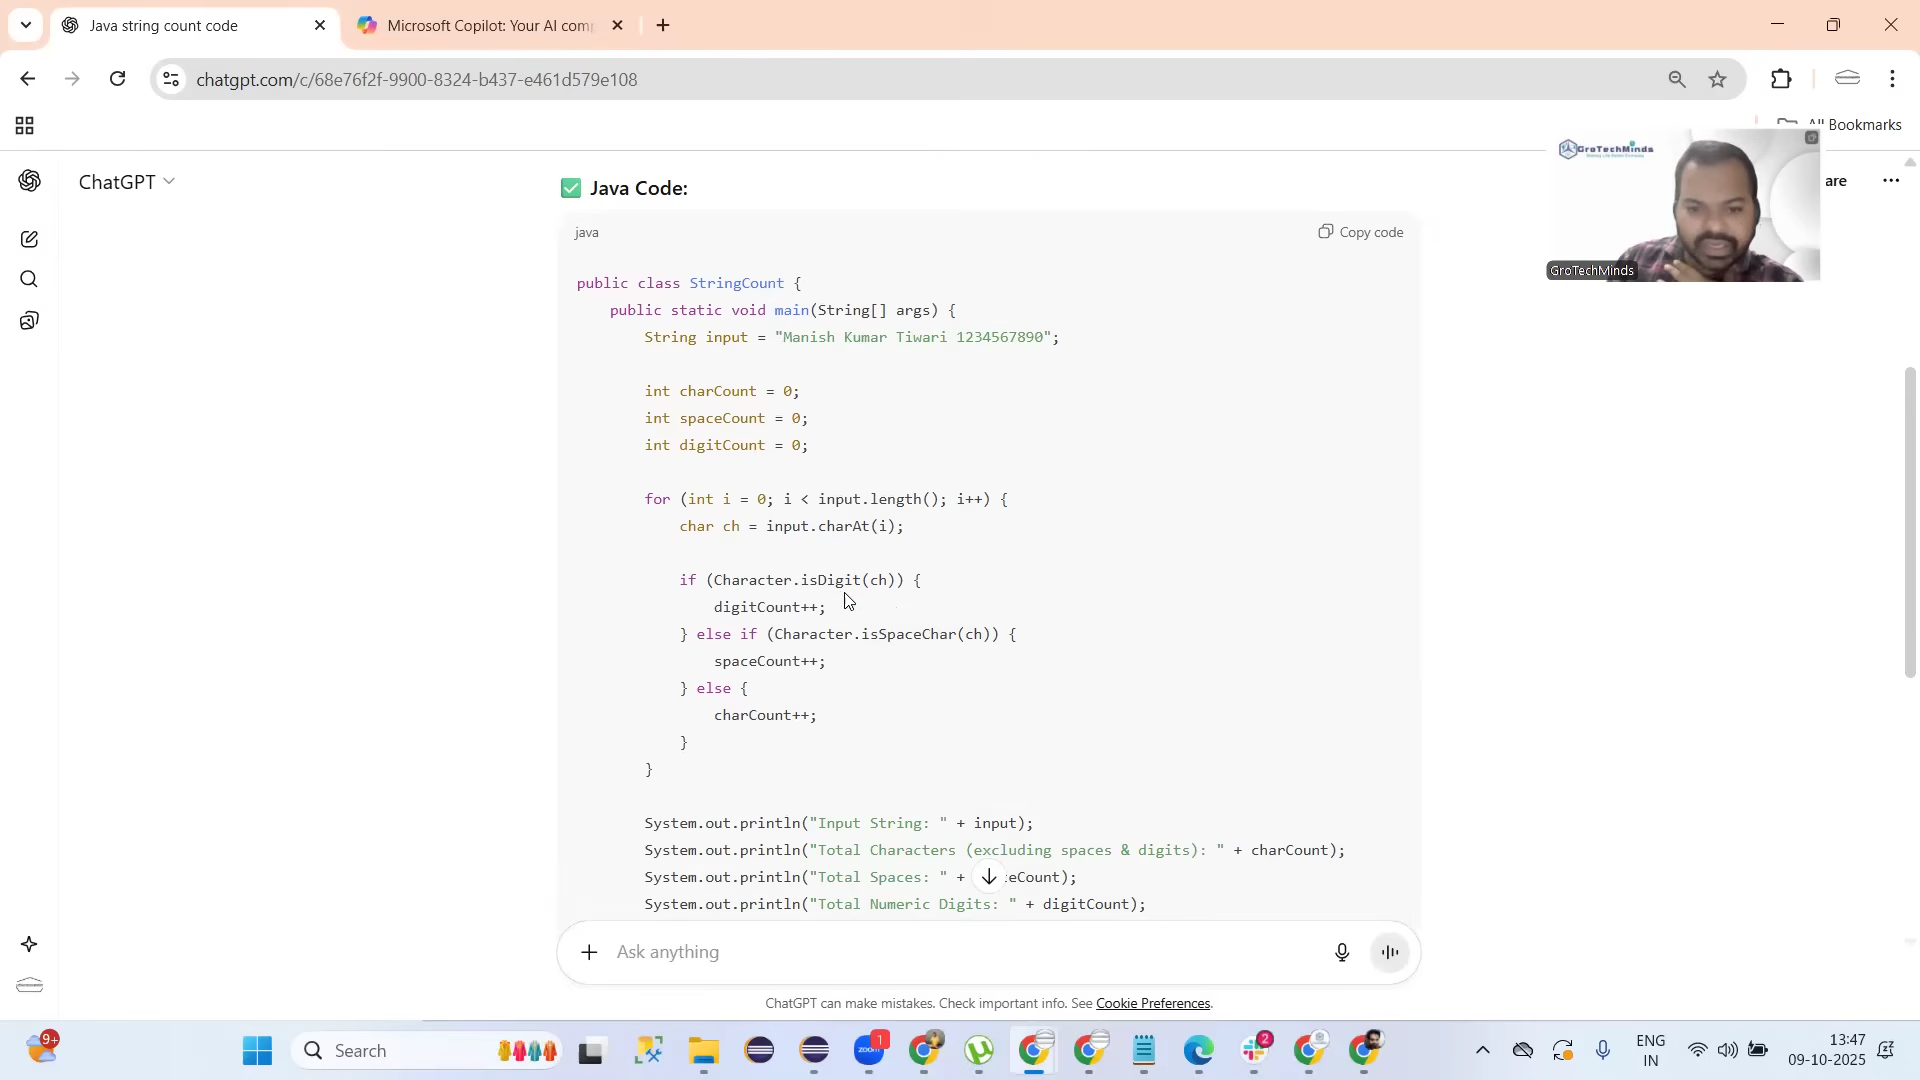 Java string count code
Microsoft Copilot: Your AI comp
chatgpt.com/c/68e76f2f-9900-8324-b437-e461d579e108
All Bookmarks
ChatGPT
are
GroTechMinds
GroTechMinds
Java Code:
java
Copy code
public class StringCount {
public static void main(String[] args) {
String input = "Manish Kumar Tiwari 1234567890";
int charCount = 0;
int spaceCount = 0;
int digitCount = 0;
for (int i = 0; i < input.length(); i++) {
char ch = input.charAt(i);
if (Character.isDigit(ch)) {
digitCount++;
} else if (Character.isSpaceChar(ch)) {
spaceCount++;
} else {
charCount++;
}
}
System.out.println("Input String: " + input);
System.out.println("Total Characters (excluding spaces & digits): " + charCount);
System.out.println("Total Spaces: " + eCount);
System.out.println("Total Numeric Digits: " + digitCount);
Ask anything
ChatGPT can make mistakes. Check important info. See Cookie Preferences.
9+
Search
zoom
1
2
ENG
IN
13:47
09-10-2025